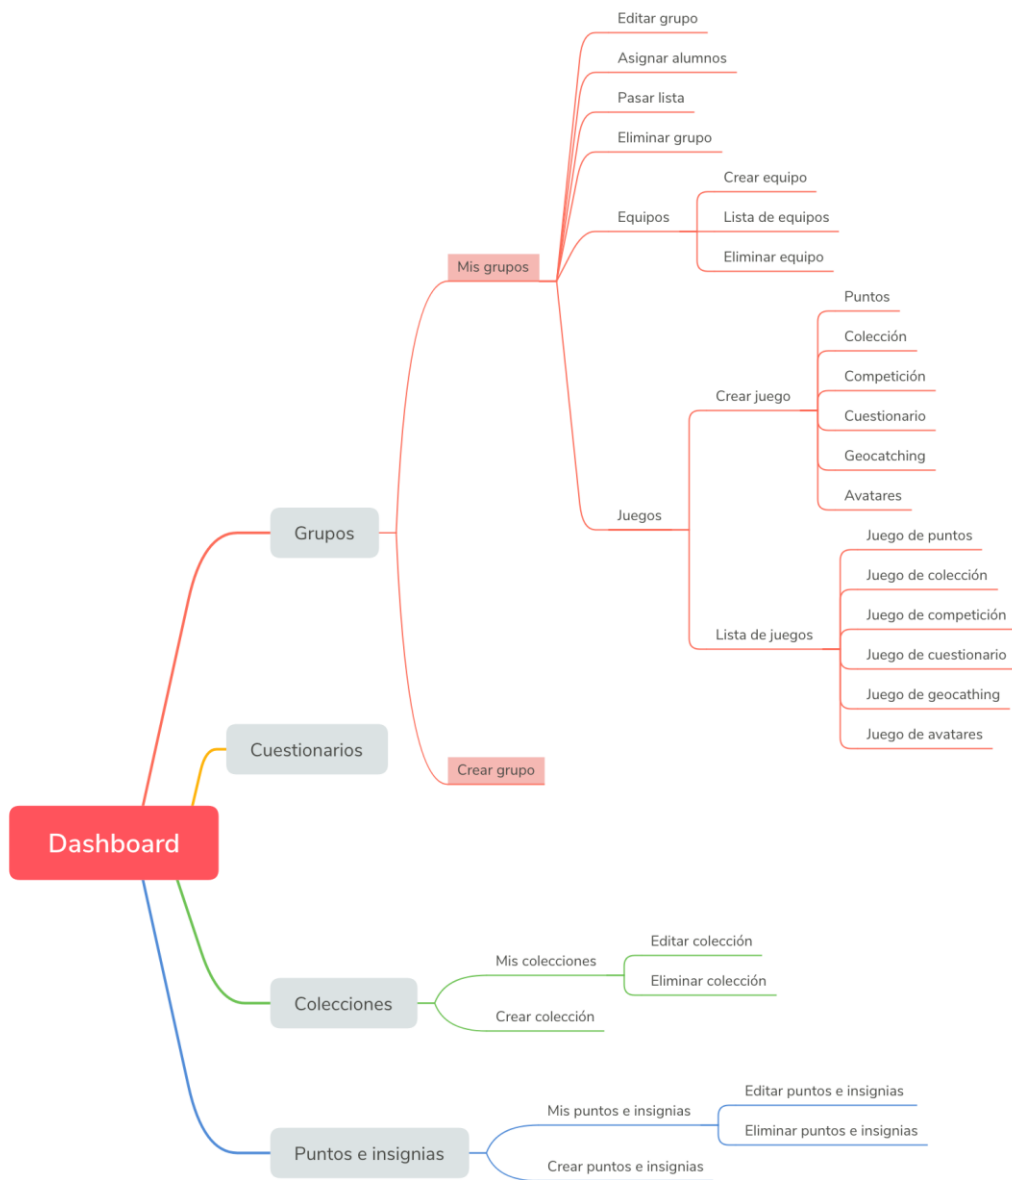 Editar grupo
Asignar alumnos
Pasar lista
Eliminar grupo
Crear equipo
Equipos
Lista de equipos
Eliminar equipo
Mis grupos
Puntos
Colección
Competición
Crear juego
Cuestionario
Geocatching
Avatares
Juegos
Grupos
Juego de puntos
Juego de colección
Juego de competición
Lista de juegos
Juego de cuestionario
Juego de geocathing
Juego de avatares
Cuestionarios
Crear grupo
Dashboard
Editar colección
Mis colecciones
Eliminar colección
Colecciones
Crear colección
Editar puntos e insignias
Mis puntos e insignias
Eliminar puntos e insignias
Puntos e insignias
Crear puntos e insignias